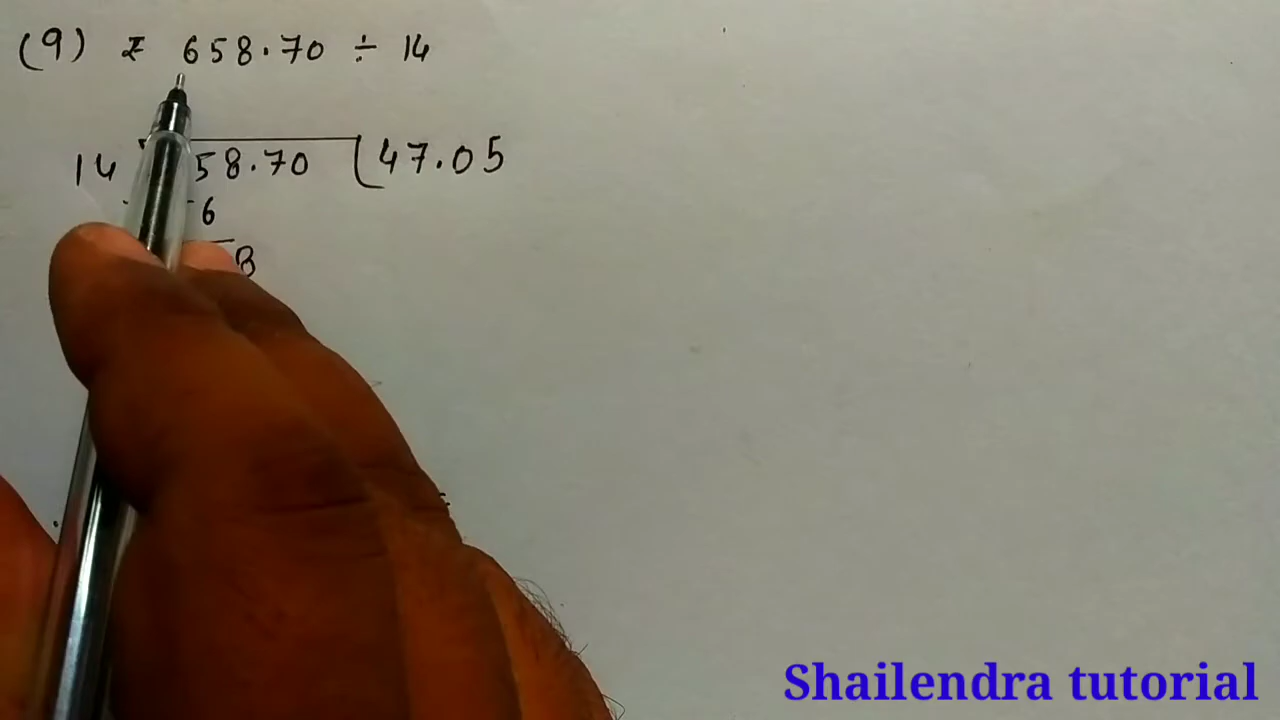 (9) ₹ 658.70 ÷ 14
14 58.70 47.05
6
8
Shailendra tutorial